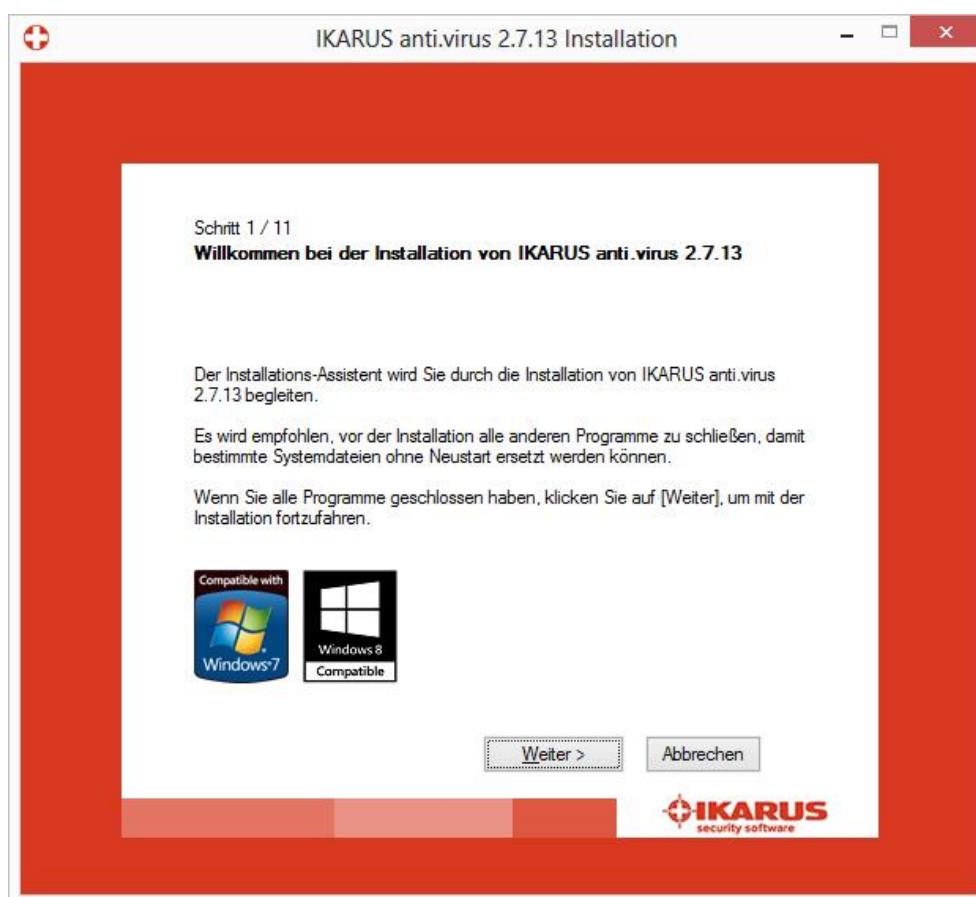 IKARUS anti.virus 2.7.13 Installation
Schritt 1 / 11
Willkommen bei der Installation von IKARUS anti.virus 2.7.13
Der Installations-Assistent wird Sie durch die Installation von IKARUS anti.virus
2.7.13 begleiten.
Es wird empfohlen, vor der Installation alle anderen Programme zu schließen, damit
bestimmte Systemdateien ohne Neustart ersetzt werden können.
Wenn Sie alle Programme geschlossen haben, klicken Sie auf [Weiter], um mit der
Installation fortzufahren.
Compatible with
Windows 7
Windows 8
Compatible
Weiter >
Abbrechen
IKARUS
security software